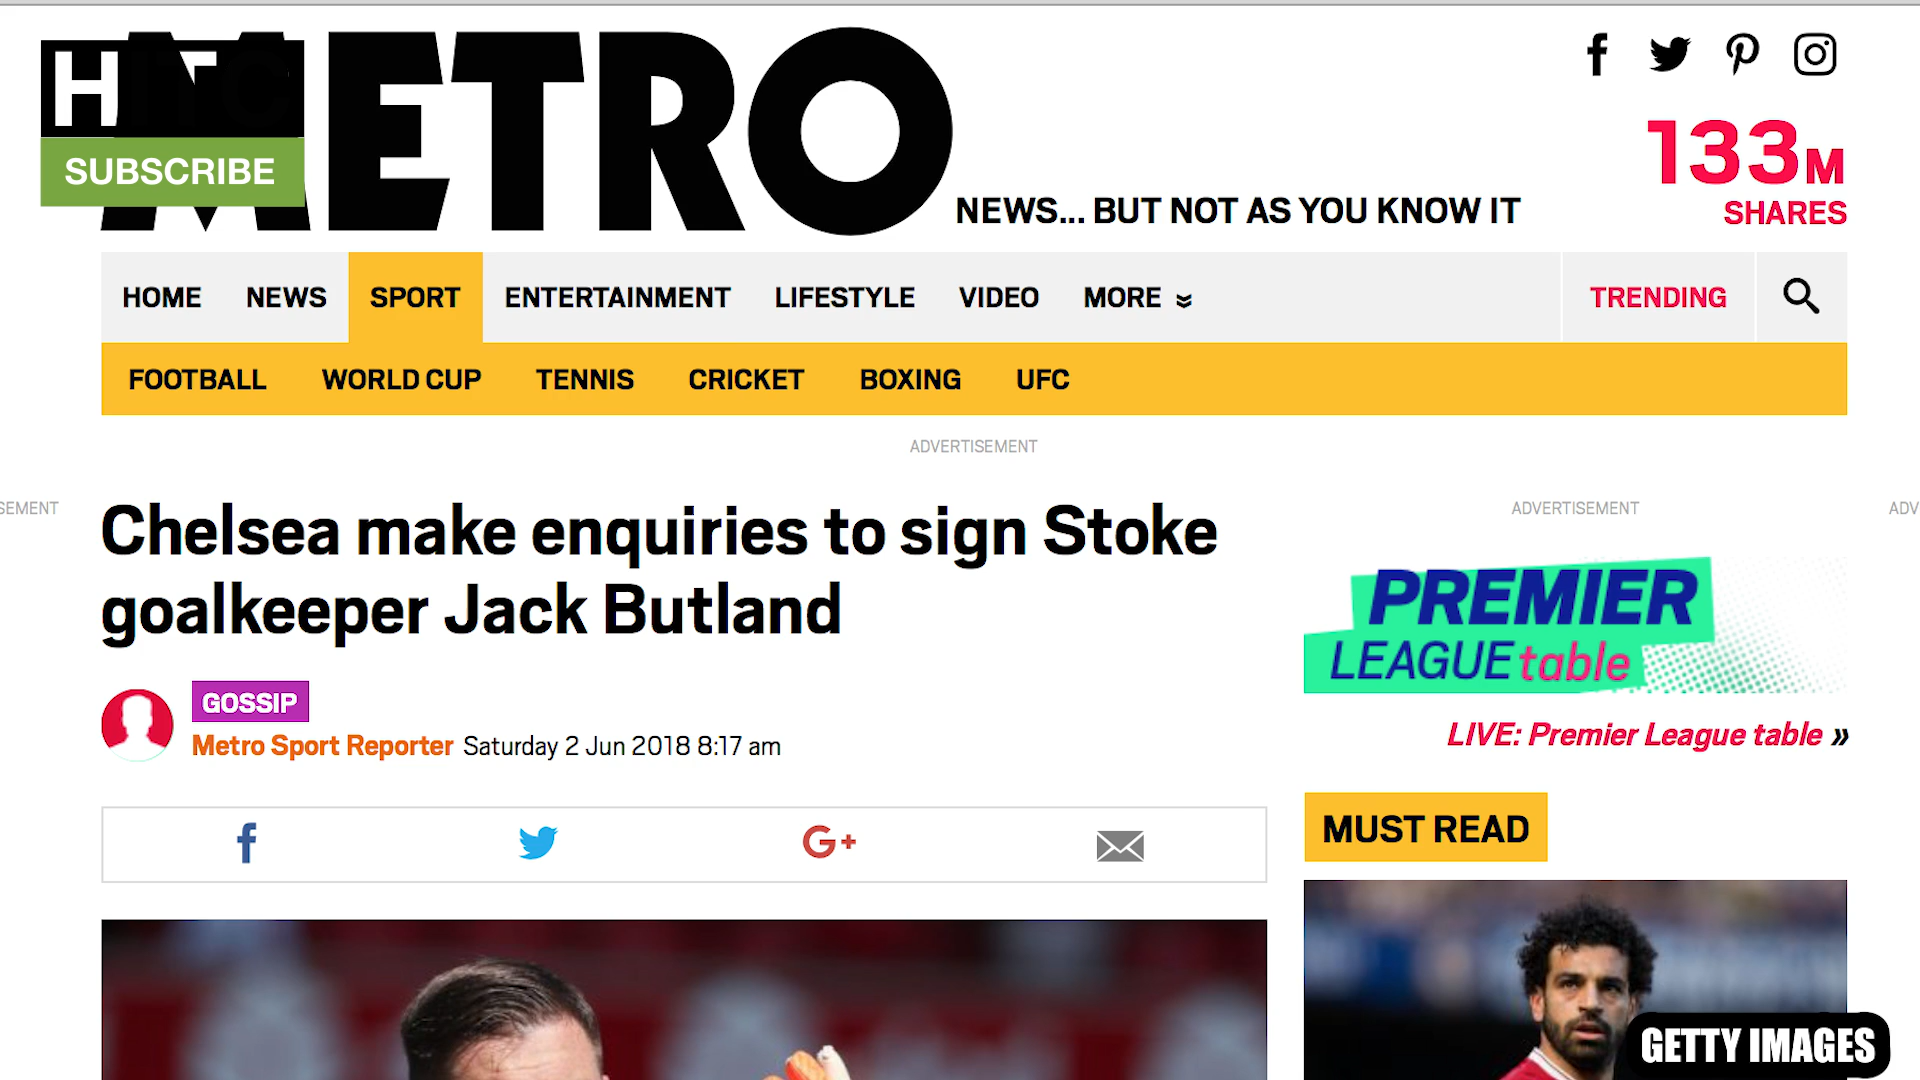 HITC
SUBSCRIBE
METRO
NEWS... BUT NOT AS YOU KNOW IT
133M
SHARES
HOME NEWS SPORT ENTERTAINMENT LIFESTYLE VIDEO MORE TRENDING
FOOTBALL WORLD CUP TENNIS CRICKET BOXING UFC
ADVERTISEMENT
SEMENT
ADVERTISEMENT
ADV
Chelsea make enquiries to sign Stoke
goalkeeper Jack Butland
GOSSIP
Metro Sport Reporter Saturday 2 Jun 2018 8:17 am
G+
PREMIER
LEAGUE table
LIVE: Premier League table »
MUST READ
GETTY IMAGES